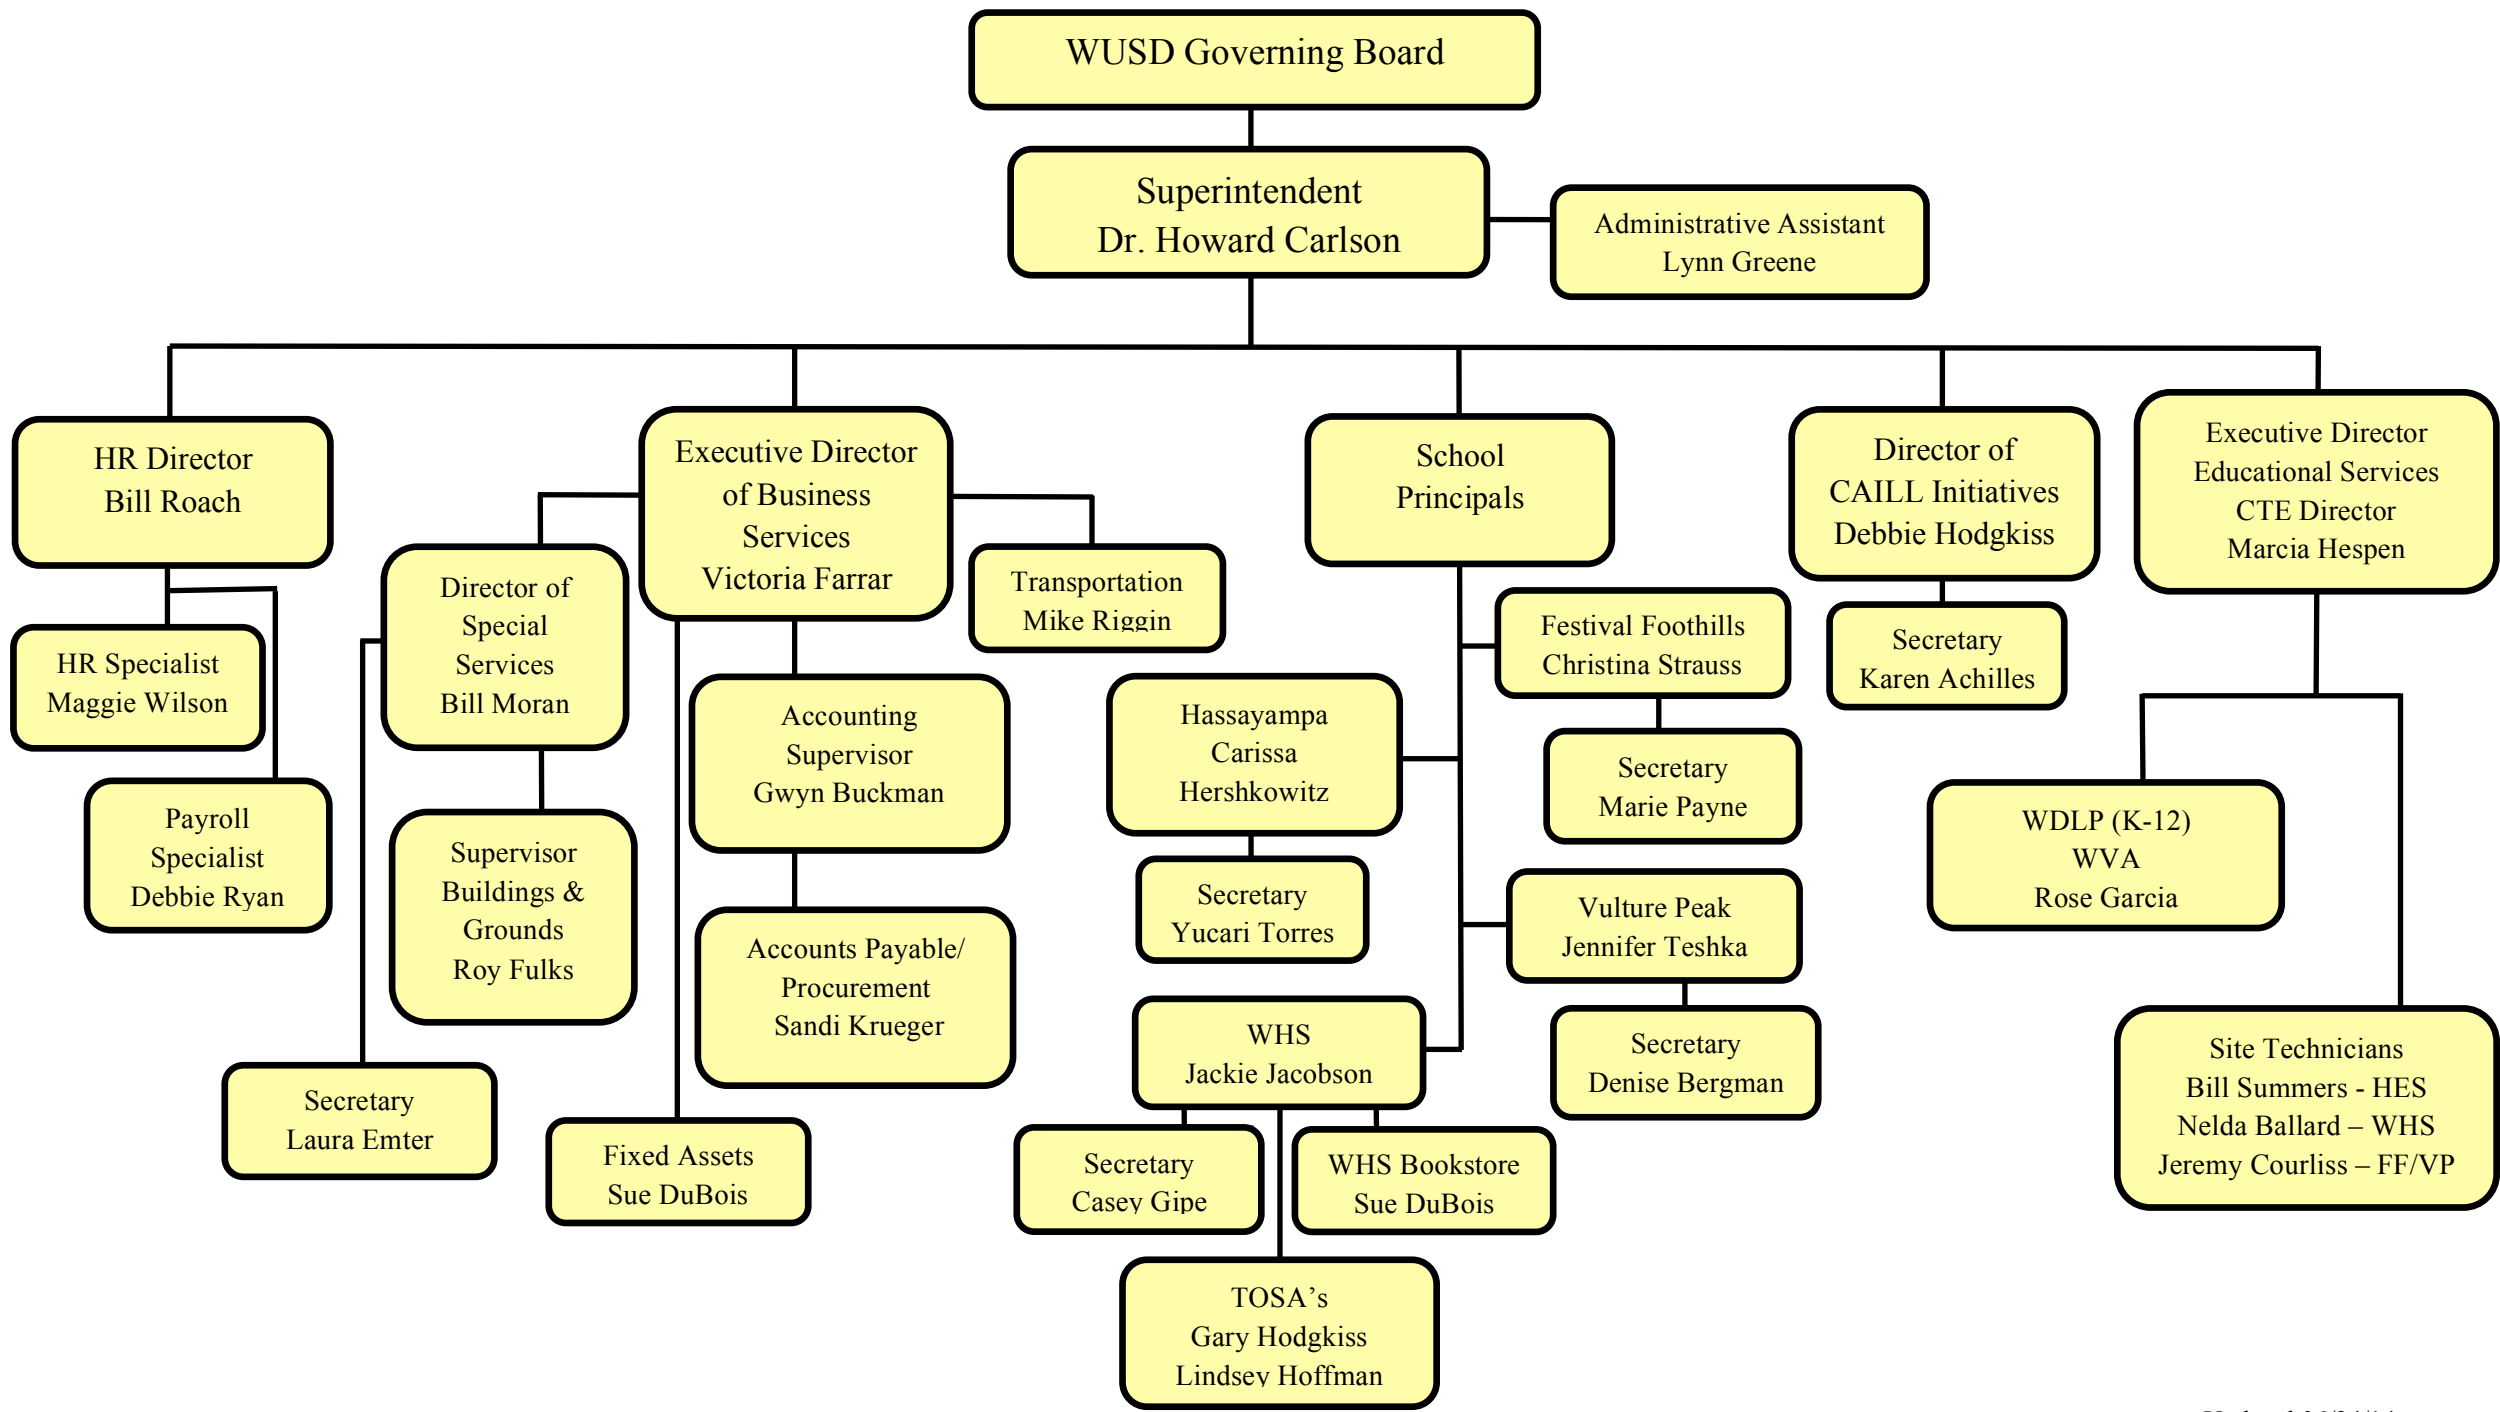 WUSD Governing Board
Superintendent
Dr. Howard Carlson
Administrative Assistant
Lynn Greene
HR Director
Bill Roach
HR Specialist
Maggie Wilson
Payroll
Specialist
Debbie Ryan
Executive Director
of Business
Services
Victoria Farrar
Director of
Special
Services
Bill Moran
Supervisor
Buildings &
Grounds
Roy Fulks
Secretary
Laura Emter
Transportation
Mike Riggin
Accounting
Supervisor
Gwyn Buckman
Accounts Payable/
Procurement
Sandi Krueger
Fixed Assets
Sue DuBois
School
Principals
Festival Foothills
Christina Strauss
Secretary
Marie Payne
Hassayampa
Carissa
Hershkowitz
Secretary
Yucari Torres
Vulture Peak
Jennifer Teshka
Secretary
Denise Bergman
WHS
Jackie Jacobson
Secretary
Casey Gipe
WHS Bookstore
Sue DuBois
TOSA’s
Gary Hodgkiss
Lindsey Hoffman
Director of
CAILL Initiatives
Debbie Hodgkiss
Secretary
Karen Achilles
Executive Director
Educational Services
CTE Director
Marcia Hespen
WDLP (K-12)
WVA
Rose Garcia
Site Technicians
Bill Summers - HES
Nelda Ballard – WHS
Jeremy Courliss – FF/VP